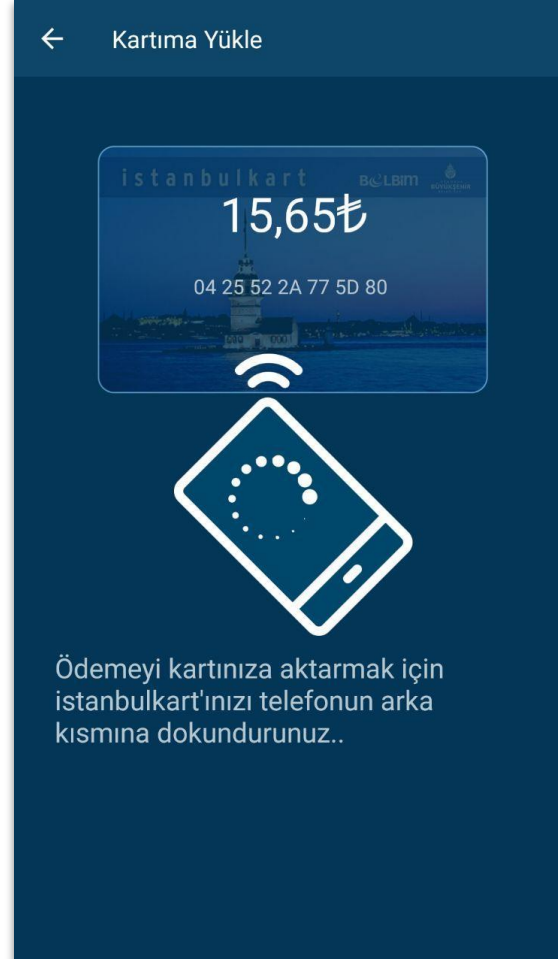 Kartıma Yükle
istanbulkart BELBiM
15,65₺
04 25 52 2A 77 5D 80
Ödemeyi kartınıza aktarmak için
istanbulkart'ınızı telefonun arka
kısmına dokundurunuz..